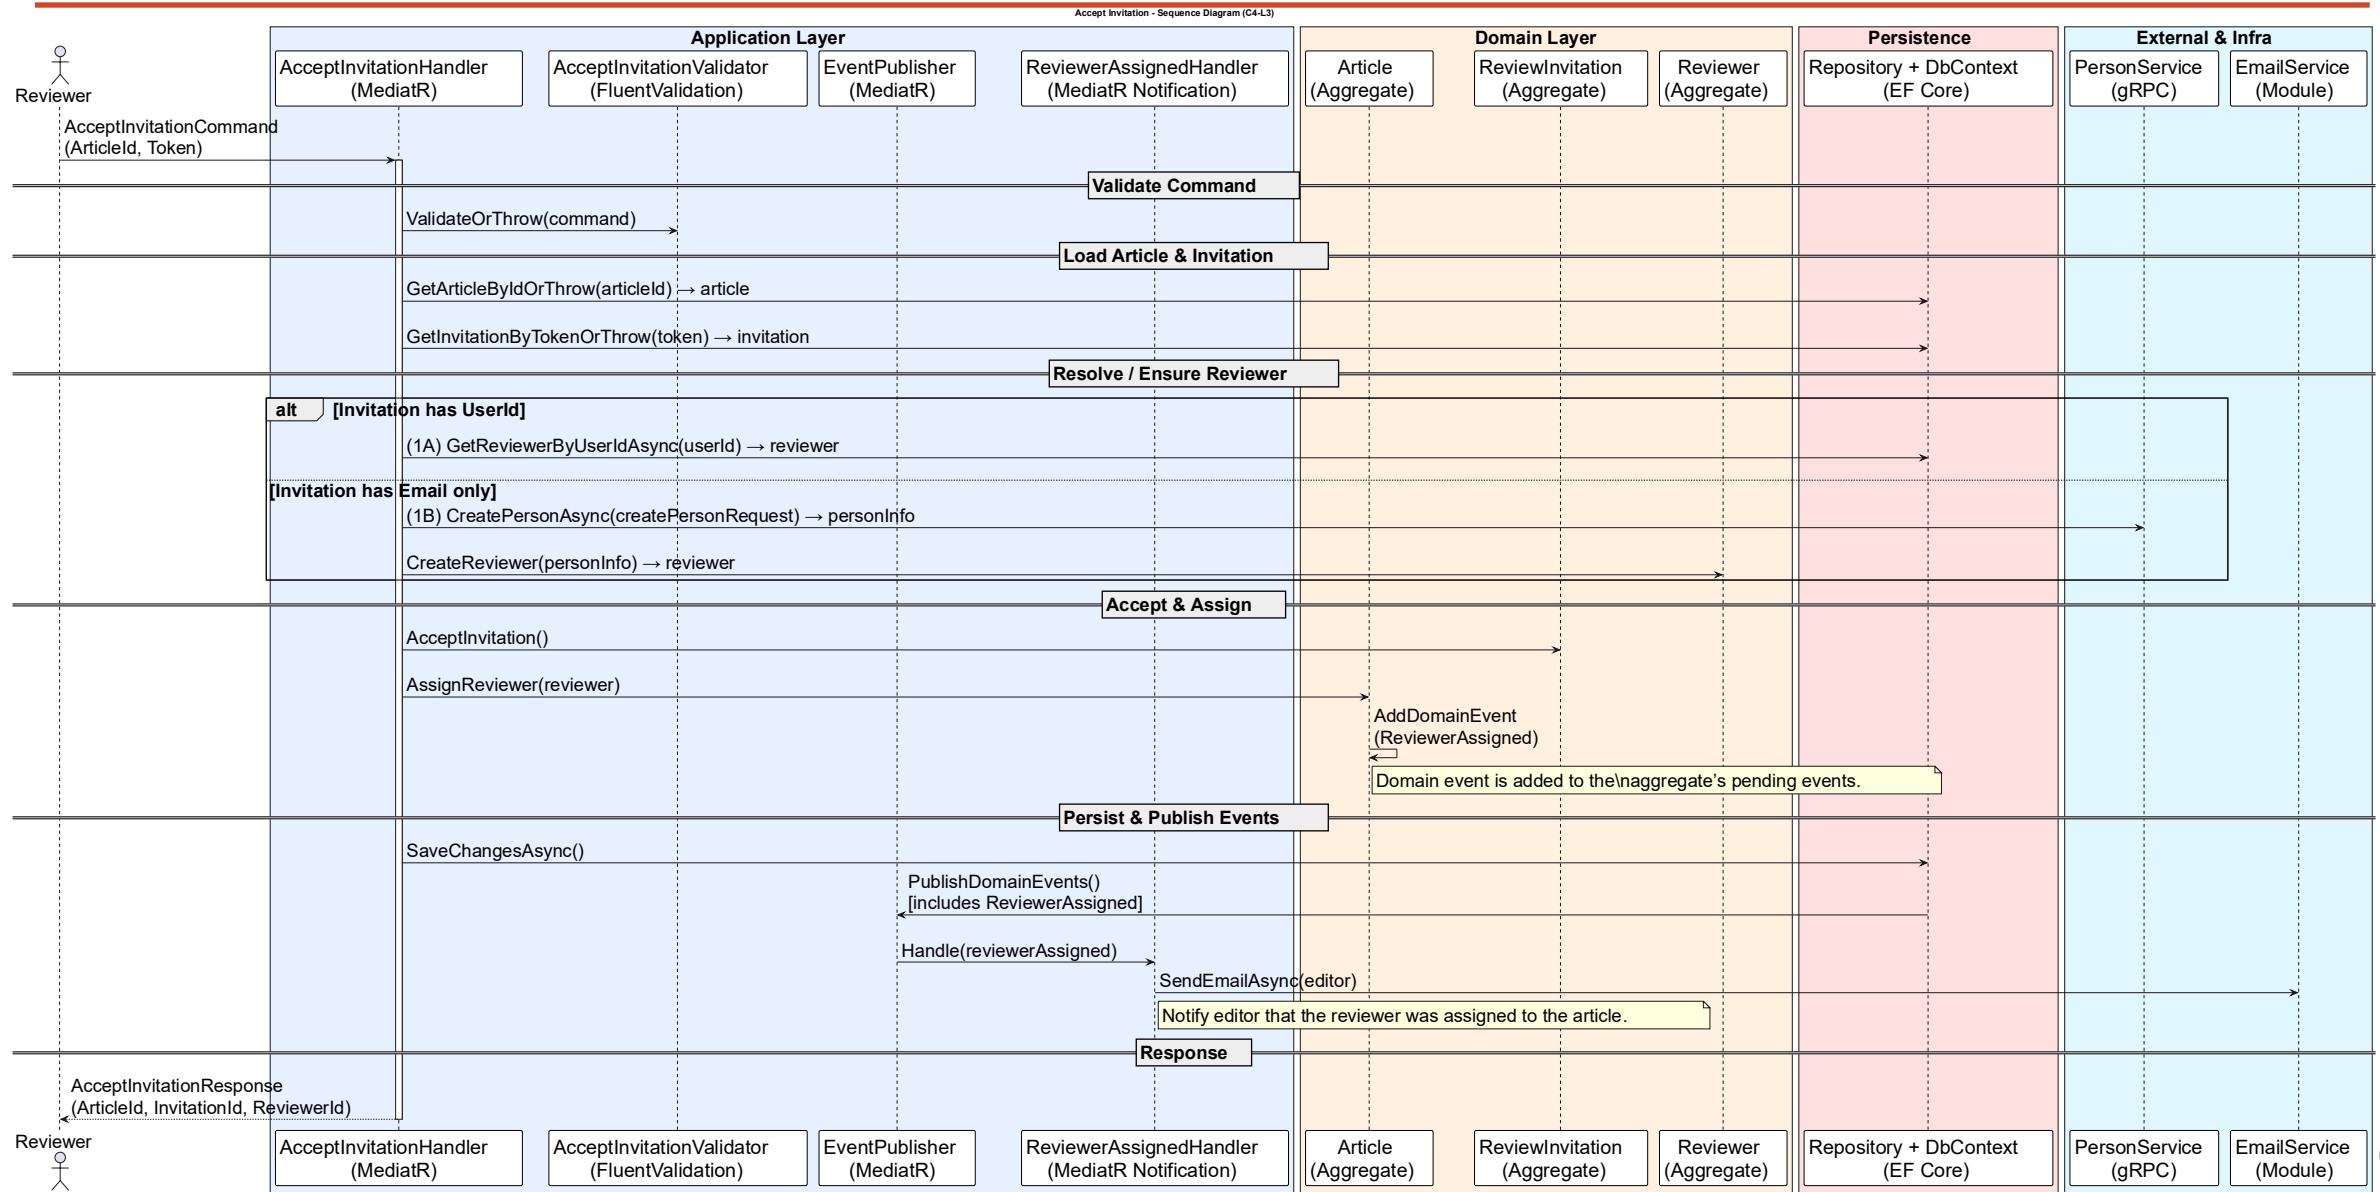 Accept Invitation - Sequence Diagram (C4-L3)
Application Layer
Domain Layer
Persistence
External & Infra
Reviewer
AcceptInvitationHandler
(MediatR)
AcceptInvitationValidator
(FluentValidation)
EventPublisher
(MediatR)
ReviewerAssignedHandler
(MediatR Notification)
Article
(Aggregate)
ReviewInvitation
(Aggregate)
Reviewer
(Aggregate)
Repository + DbContext
(EF Core)
PersonService
(gRPC)
EmailService
(Module)
AcceptInvitationCommand
(ArticleId, Token)
Validate Command
ValidateOrThrow(command)
Load Article & Invitation
GetArticleByIdOrThrow(articleId) → article
GetInvitationByTokenOrThrow(token) → invitation
Resolve / Ensure Reviewer
alt [Invitation has UserId]
(1A) GetReviewerByUserIdAsync(userId) → reviewer
[Invitation has Email only]
(1B) CreatePersonAsync(createPersonRequest) → personInfo
CreateReviewer(personInfo) → reviewer
Accept & Assign
AcceptInvitation()
AssignReviewer(reviewer)
AddDomainEvent
(ReviewerAssigned)
Domain event is added to the\naggregate’s pending events.
Persist & Publish Events
SaveChangesAsync()
PublishDomainEvents()
[includes ReviewerAssigned]
Handle(reviewerAssigned)
SendEmailAsync(editor)
Notify editor that the reviewer was assigned to the article.
Response
AcceptInvitationResponse
(ArticleId, InvitationId, ReviewerId)
Reviewer
AcceptInvitationHandler
(MediatR)
AcceptInvitationValidator
(FluentValidation)
EventPublisher
(MediatR)
ReviewerAssignedHandler
(MediatR Notification)
Article
(Aggregate)
ReviewInvitation
(Aggregate)
Reviewer
(Aggregate)
Repository + DbContext
(EF Core)
PersonService
(gRPC)
EmailService
(Module)